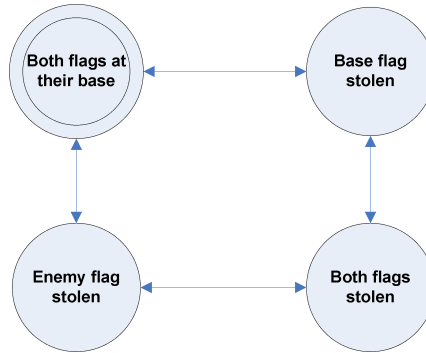 Both flags at
their base
Base flag
stolen
Enemy flag
stolen
Both flags
stolen